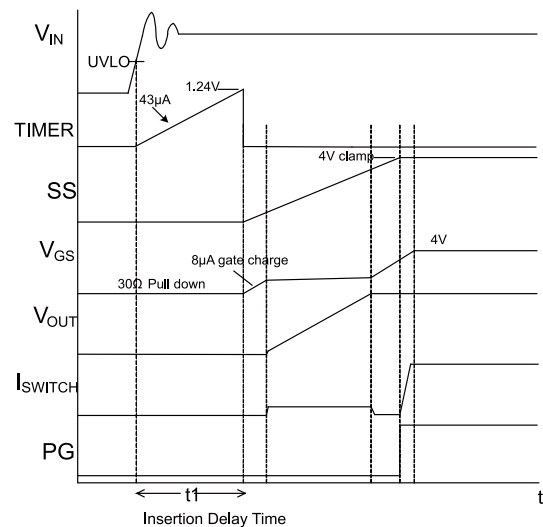 VIN
UVLO
1.24V
43µA
TIMER
4V clamp
SS
VGS
4V
8µA gate charge
30Ω Pull down
VOUT
ISWITCH
PG
t1
t
Insertion Delay Time